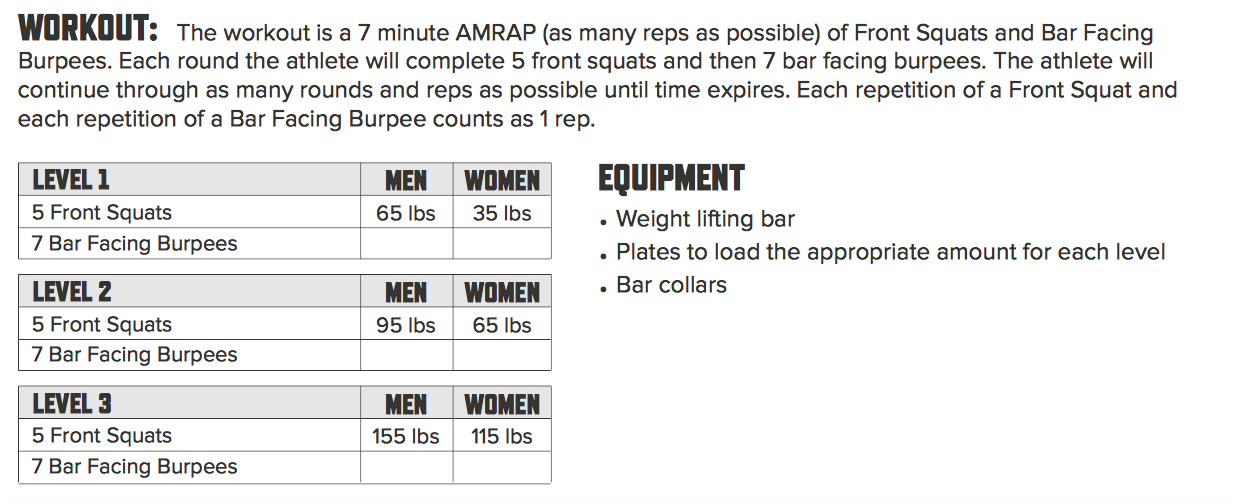 WORKOUT: The workout is a 7 minute AMRAP (as many reps as possible) of Front Squats and Bar Facing
Burpees. Each round the athlete will complete 5 front squats and then 7 bar facing burpees. The athlete will
continue through as many rounds and reps as possible until time expires. Each repetition of a Front Squat and
each repetition of a Bar Facing Burpee counts as 1 rep.
LEVEL 1 MEN WOMEN
5 Front Squats 65 lbs 35 lbs
7 Bar Facing Burpees
LEVEL 2 MEN WOMEN
5 Front Squats 95 lbs 65 lbs
7 Bar Facing Burpees
LEVEL 3 MEN WOMEN
5 Front Squats 155 lbs 115 lbs
7 Bar Facing Burpees
EQUIPMENT
• Weight lifting bar
• Plates to load the appropriate amount for each level
• Bar collars